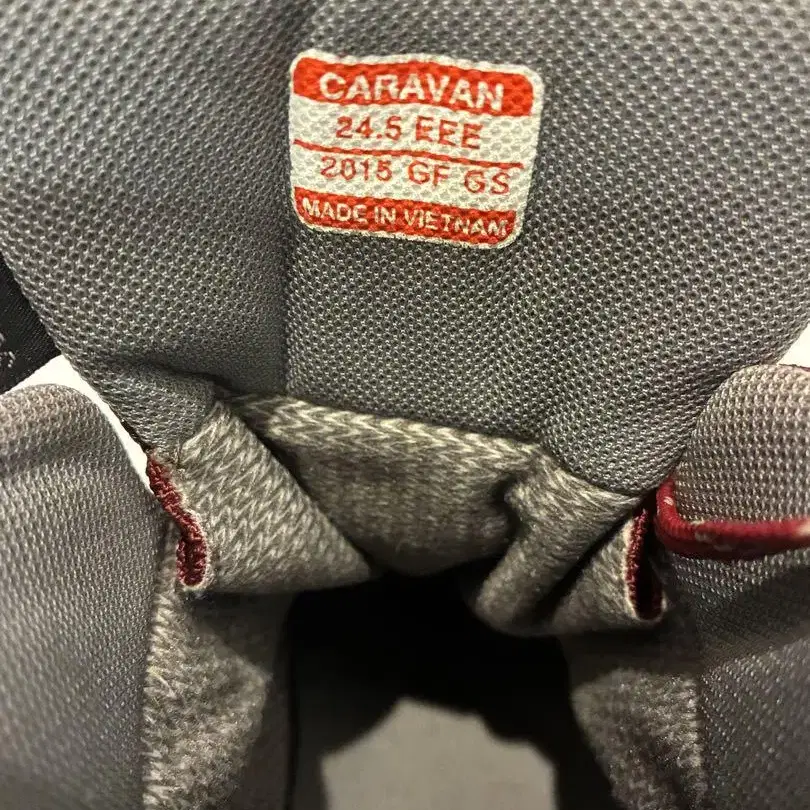 CARAVAN
24.5 EEE
2015 GF GS
MADE IN VIETNAM